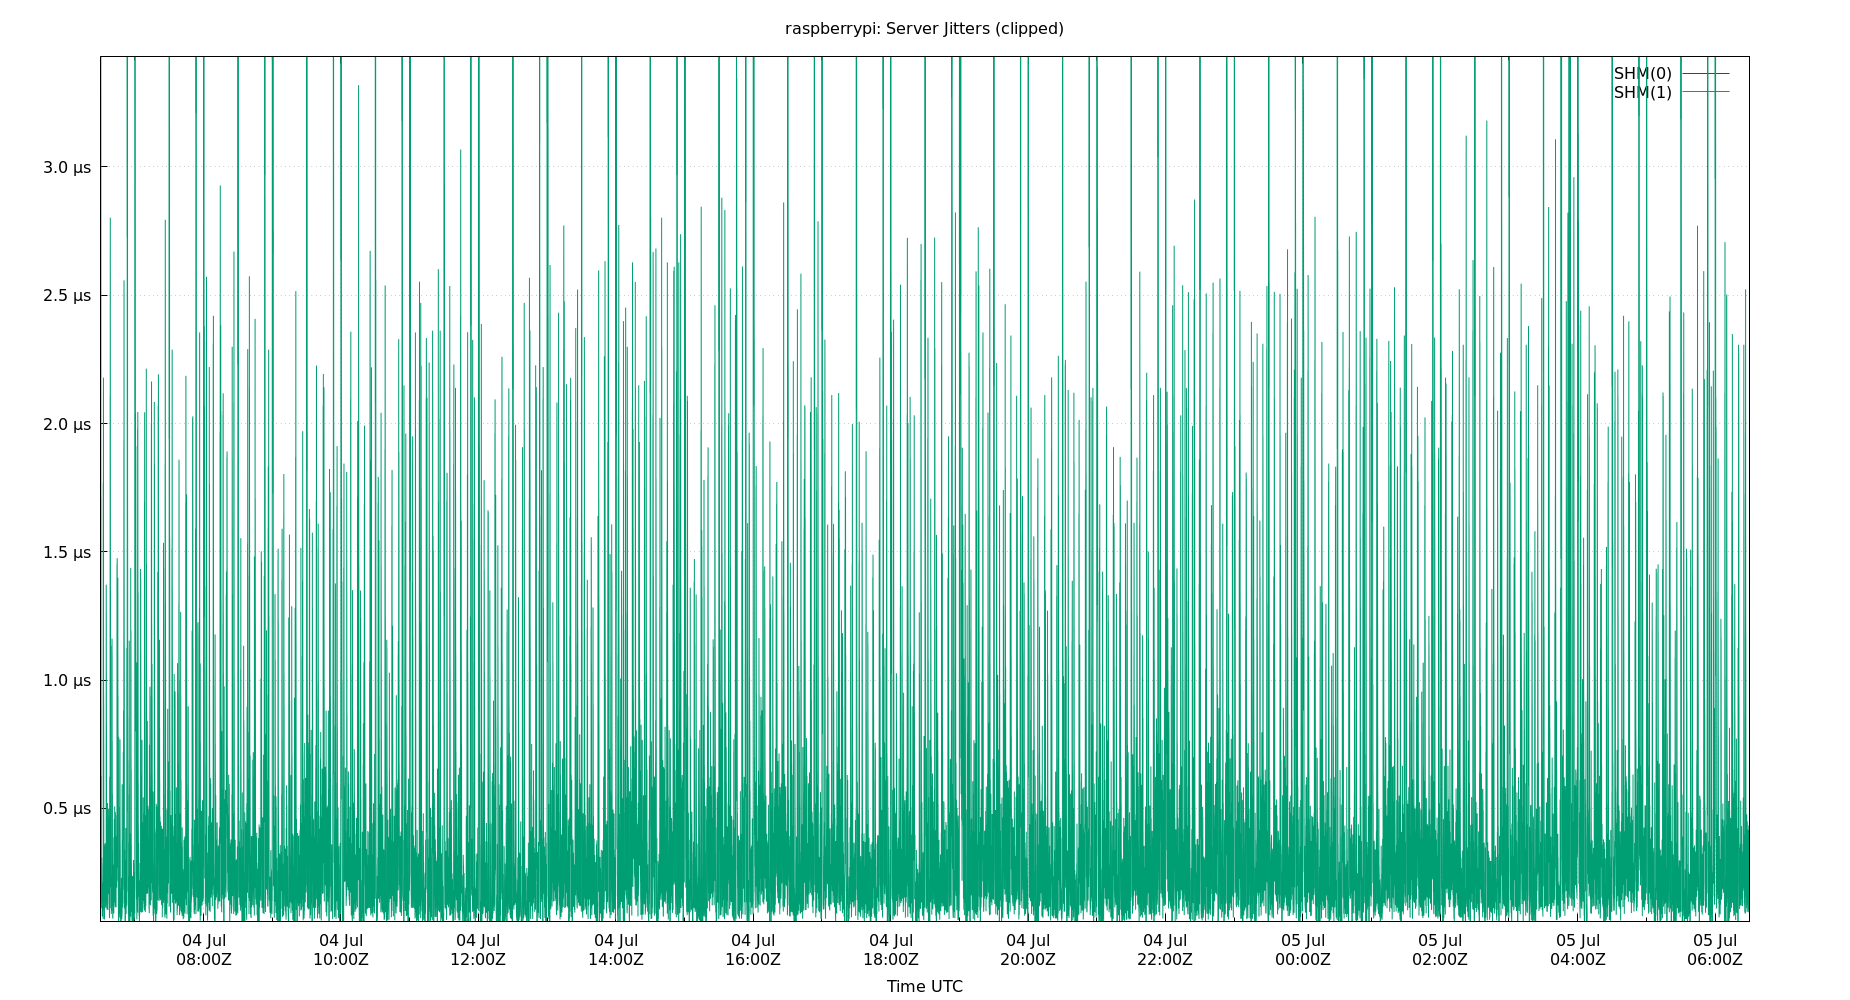 raspberrypi: Server Jitters (clipped)
SHM(0)
SHM(1)
3.0 µs
2.5 µs
2.0 µs
1.5 µs
1.0 µs
0.5 µs
04 Jul 04 Jul 04 Jul 04 Jul 04 Jul 04 Jul 04 Jul 04 Jul 05 Jul 05 Jul 05 Jul 05 Jul
08:00Z 10:00Z 12:00Z 14:00Z 16:00Z 18:00Z 20:00Z 22:00Z 00:00Z 02:00Z 04:00Z 06:00Z
Time UTC